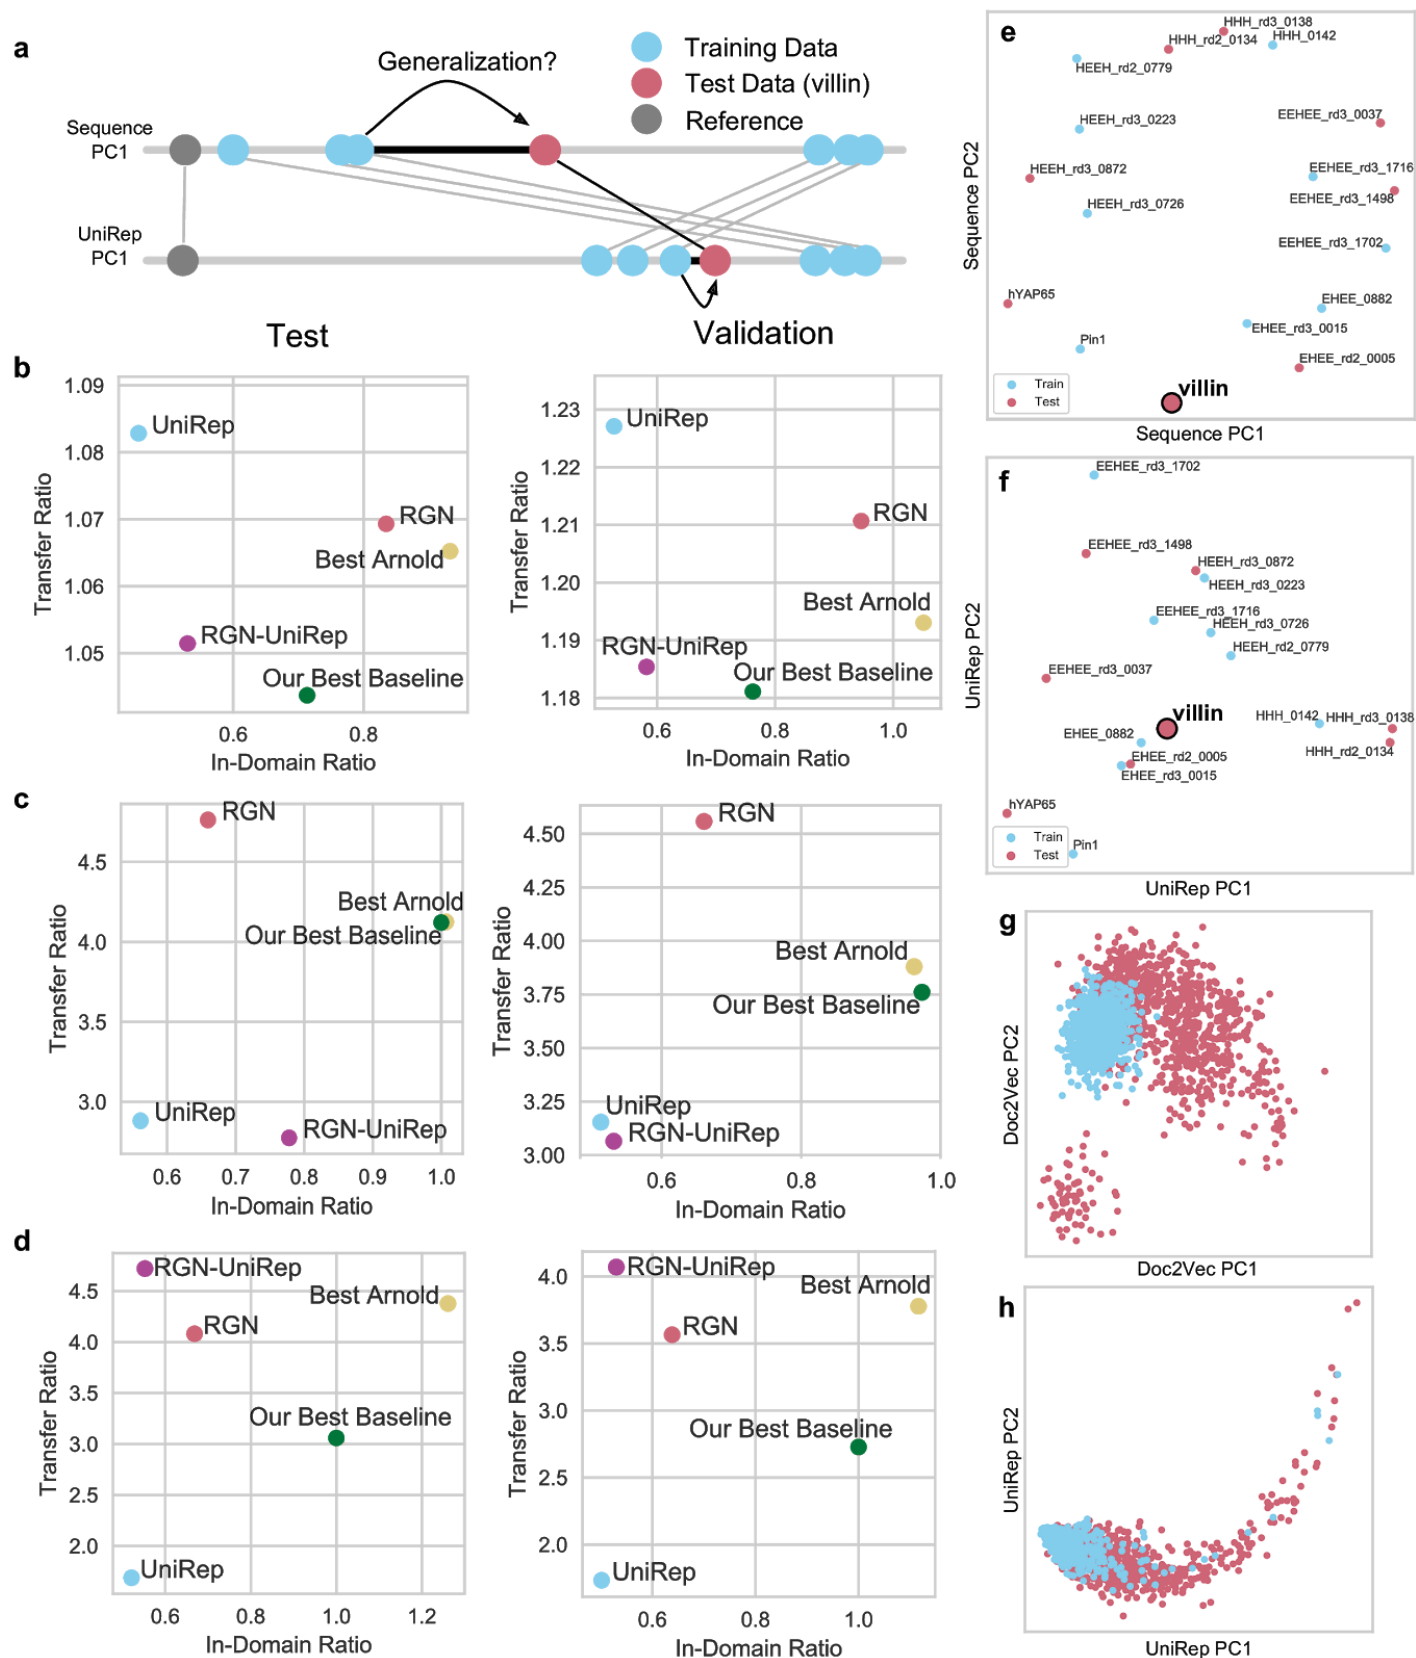 a
Generalization?
Training Data
Test Data (villin)
Reference
Sequence
PC1
UniRep
PC1
Test
Validation
b
1.09
1.08
1.07
1.06
1.05
Transfer Ratio
UniRep
RGN
Best Arnold
RGN-UniRep
Our Best Baseline
0.6
0.8
In-Domain Ratio
1.23
1.22
1.21
1.20
1.19
1.18
Transfer Ratio
UniRep
RGN
Best Arnold
RGN-UniRep
Our Best Baseline
0.6
0.8
1.0
In-Domain Ratio
c
4.5
4.0
3.5
3.0
Transfer Ratio
RGN
Best Arnold
Our Best Baseline
UniRep
RGN-UniRep
0.6
0.7
0.8
0.9
1.0
In-Domain Ratio
4.50
4.25
4.00
3.75
3.50
3.25
3.00
Transfer Ratio
RGN
Best Arnold
Our Best Baseline
UniRep
RGN-UniRep
0.6
0.8
1.0
In-Domain Ratio
d
4.5
4.0
3.5
3.0
2.5
2.0
Transfer Ratio
RGN-UniRep
Best Arnold
RGN
Our Best Baseline
UniRep
0.6
0.8
1.0
1.2
In-Domain Ratio
4.0
3.5
3.0
2.5
2.0
Transfer Ratio
RGN-UniRep
Best Arnold
RGN
Our Best Baseline
UniRep
0.6
0.8
1.0
In-Domain Ratio
e
HHH_rd3_0138
HHH_rd2_0134
HHH_0142
HEEH_rd2_0779
EEHEE_rd3_0037
HEEH_rd3_0223
HEEH_rd3_0872
EEHEE_rd3_1716
EEHEE_rd3_1498
HEEH_rd3_0726
EEHEE_rd3_1702
hYAP65
EHEE_0882
EHEE_rd3_0015
Pin1
EHEE_rd2_0005
Train
Test
villin
Sequence PC2
Sequence PC1
f
EEHEE_rd3_1702
EEHEE_rd3_1498
HEEH_rd3_0872
HEEH_rd3_0223
EEHEE_rd3_1716
HEEH_rd3_0726
HEEH_rd2_0779
EEHEE_rd3_0037
villin
HHH_0142
HHH_rd3_0138
EHEE_0882
HHH_rd2_0134
EHEE_rd2_0005
EHEE_rd3_0015
hYAP65
Train
Test
Pin1
UniRep PC2
UniRep PC1
g
Doc2Vec PC2
Doc2Vec PC1
h
UniRep PC2
UniRep PC1